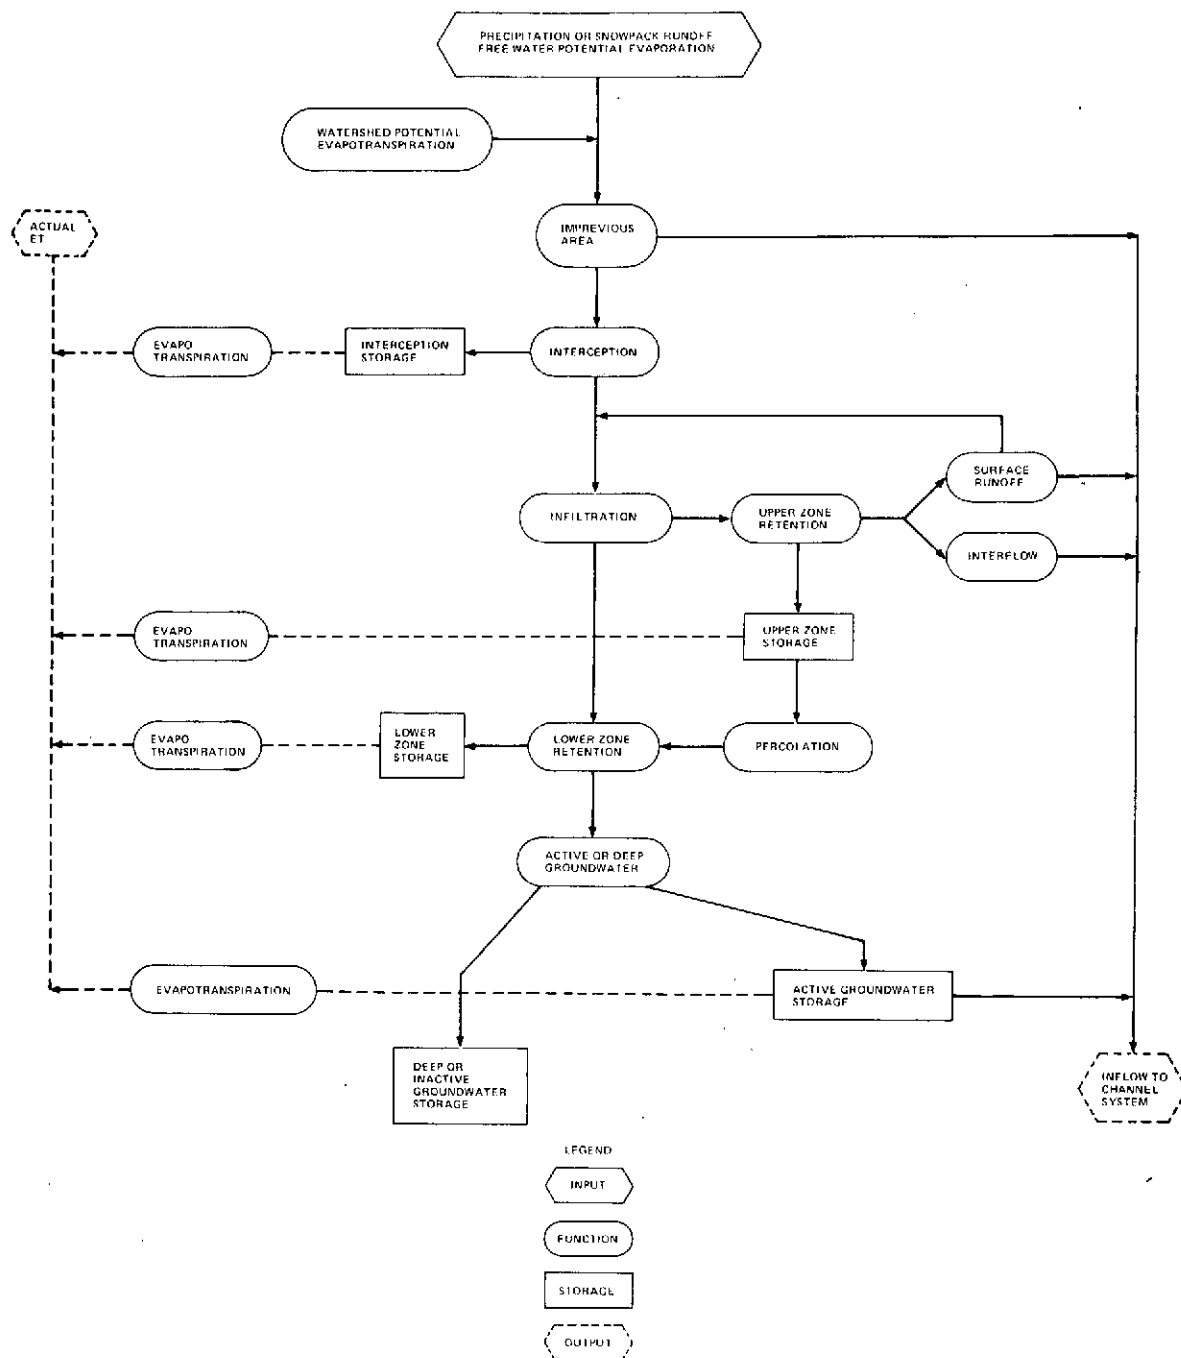 PRECIPITATION OR SNOWPACK RUNOFF
FREE WATER POTENTIAL EVAPORATION
WATERSHED POTENTIAL
EVAPOTRANSPIRATION
ACTUAL
ET
IMPREVIOUS
AREA
EVAPO
TRANSPIRATION
INTERCEPTION
STORAGE
INTERCEPTION
SURFACE
RUNOFF
INFILTRATION
UPPER ZONE
RETENTION
INTERFLOW
EVAPO
TRANSPIRATION
UPPER ZONE
STORAGE
EVAPO
TRANSPIRATION
LOWER
ZONE
STORAGE
LOWER ZONE
RETENTION
PERCOLATION
ACTIVE OR DEEP
GROUNDWATER
EVAPOTRANSPIRATION
ACTIVE GROUNDWATER
STORAGE
DEEP OR
INACTIVE
GROUNDWATER
STORAGE
INFLOW TO
CHANNEL
SYSTEM
LEGEND
INPUT
FUNCTION
STORAGE
OUTPUT